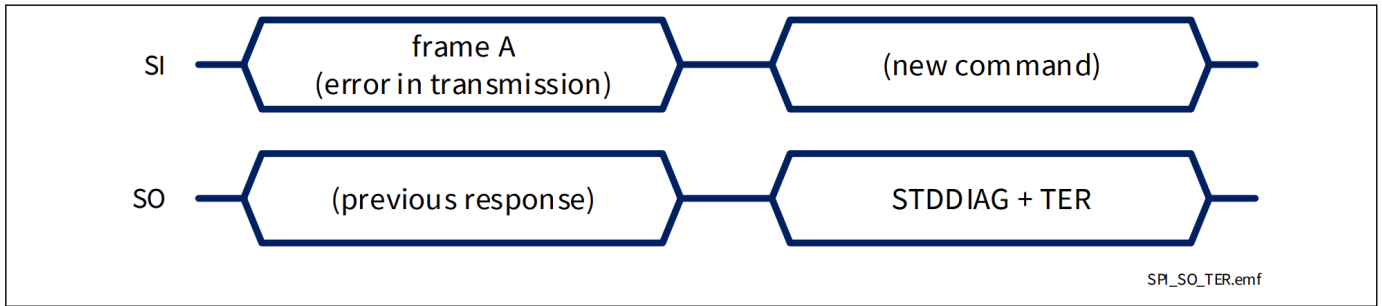 SI
frame A
(error in transmission)
(new command)
SO
(previous response)
STDDIAG + TER
SPI_SO_TER.emf